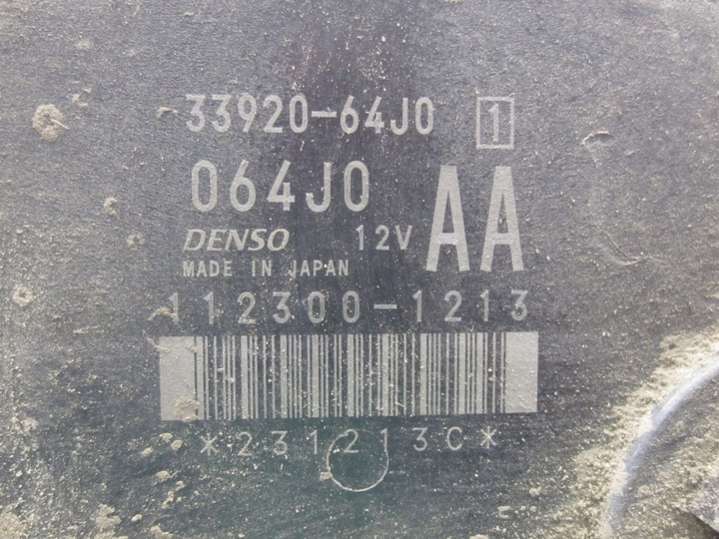 33920-64J0 1
064J0 AA
DENSO 12V
MADE IN JAPAN
112300-1213
*231213C*